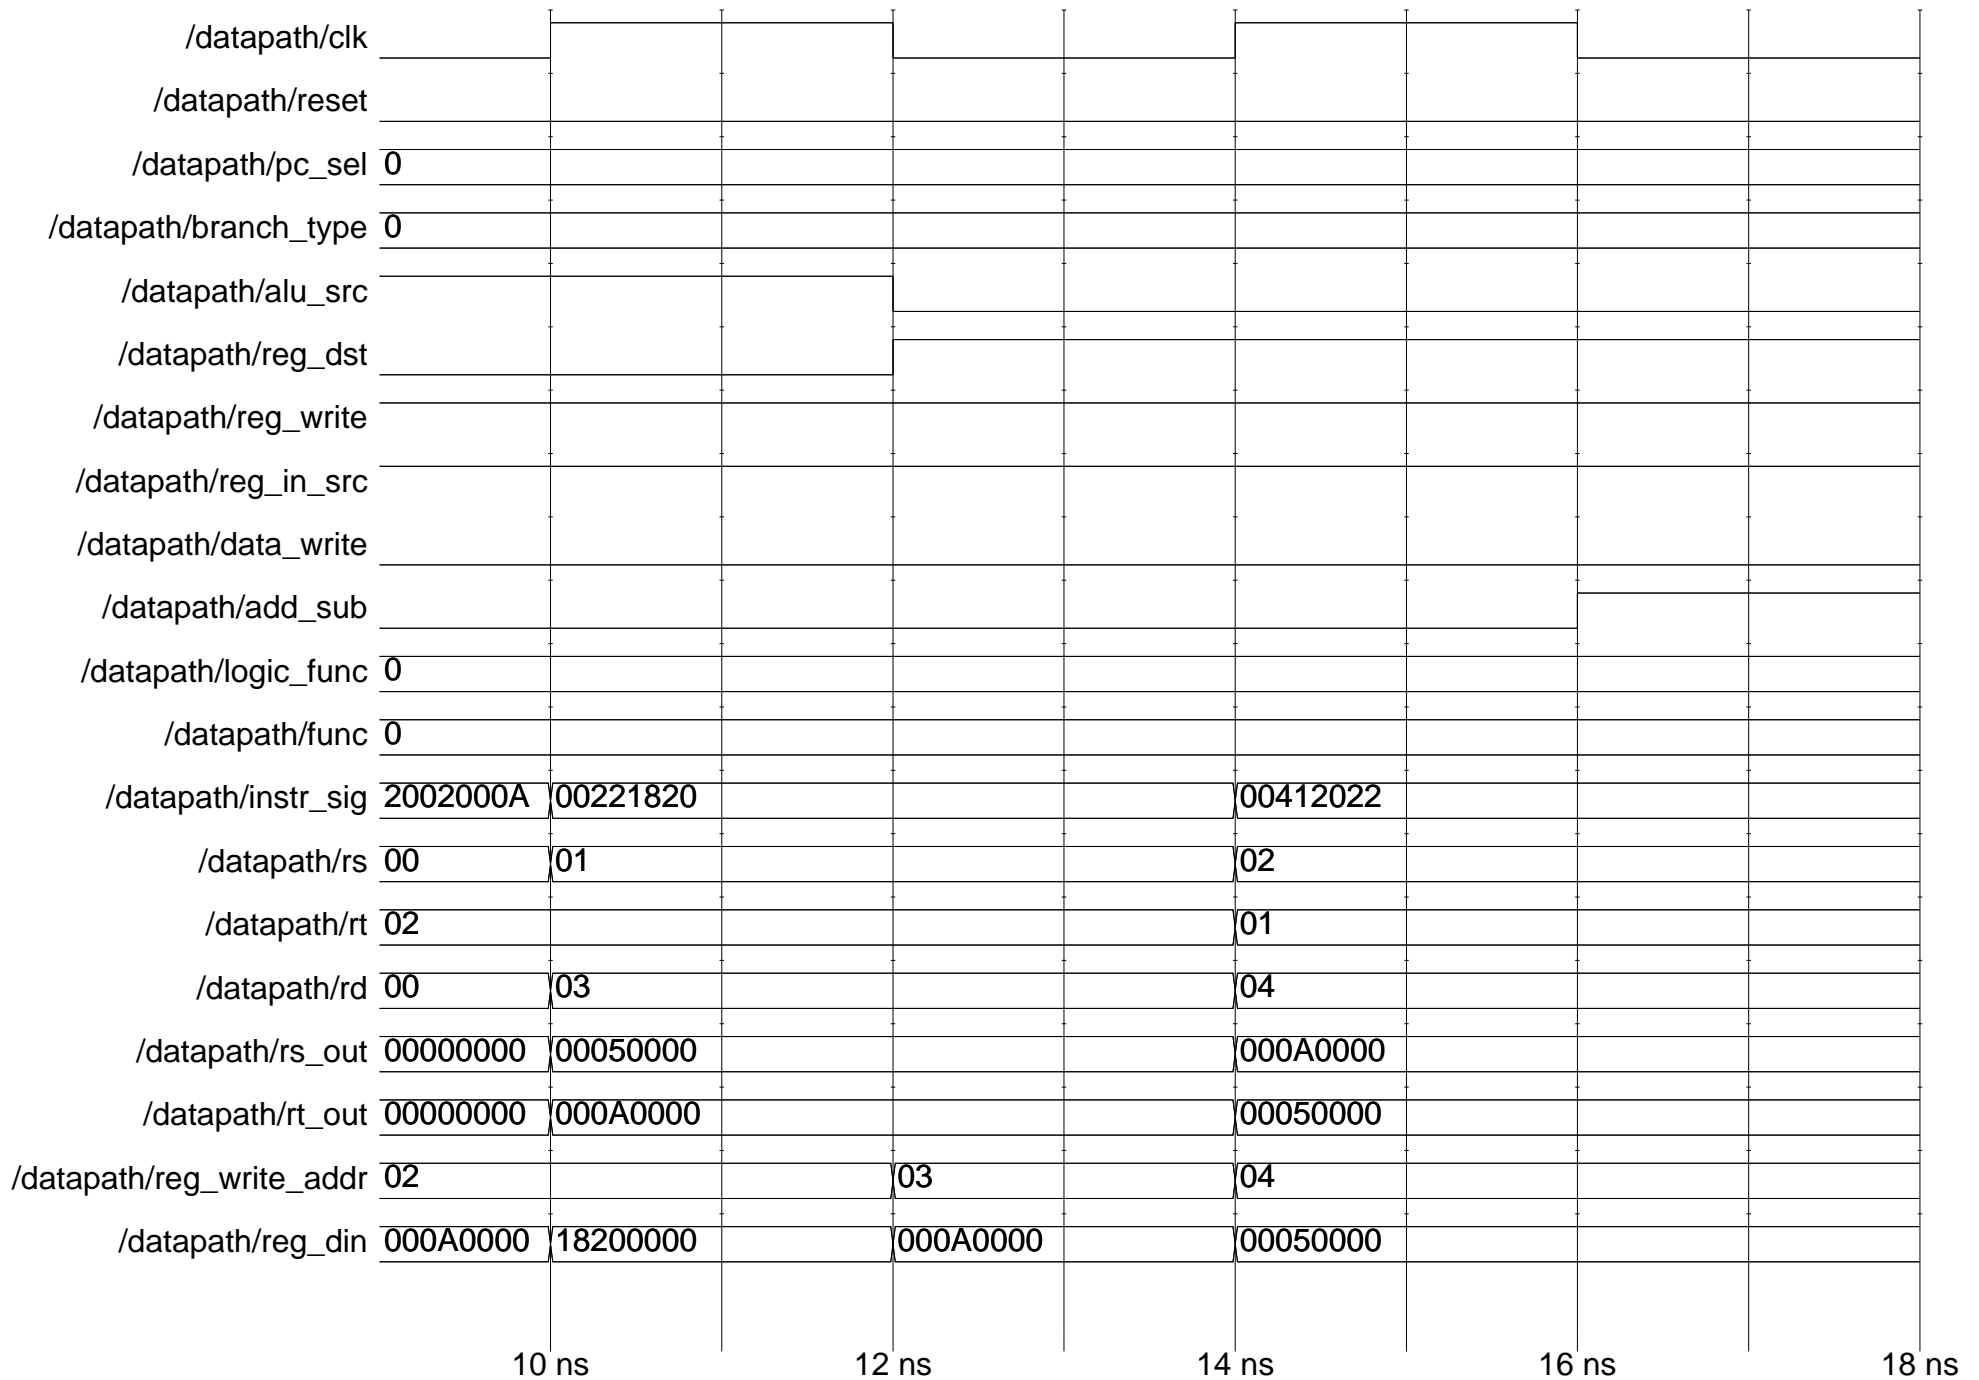 /datapath/clk
/datapath/reset
/datapath/pc_sel 0
/datapath/branch_type 0
/datapath/alu_src
/datapath/reg_dst
/datapath/reg_write
/datapath/reg_in_src
/datapath/data_write
/datapath/add_sub
/datapath/logic_func 0
/datapath/func 0
/datapath/instr_sig 2002000A 00221820 00412022
/datapath/rs 00 01 02
/datapath/rt 02 01
/datapath/rd 00 03 04
/datapath/rs_out 00000000 00050000 000A0000
/datapath/rt_out 00000000 000A0000 00050000
/datapath/reg_write_addr 02 03 04
/datapath/reg_din 000A0000 18200000 000A0000 00050000
10 ns 12 ns 14 ns 16 ns 18 ns